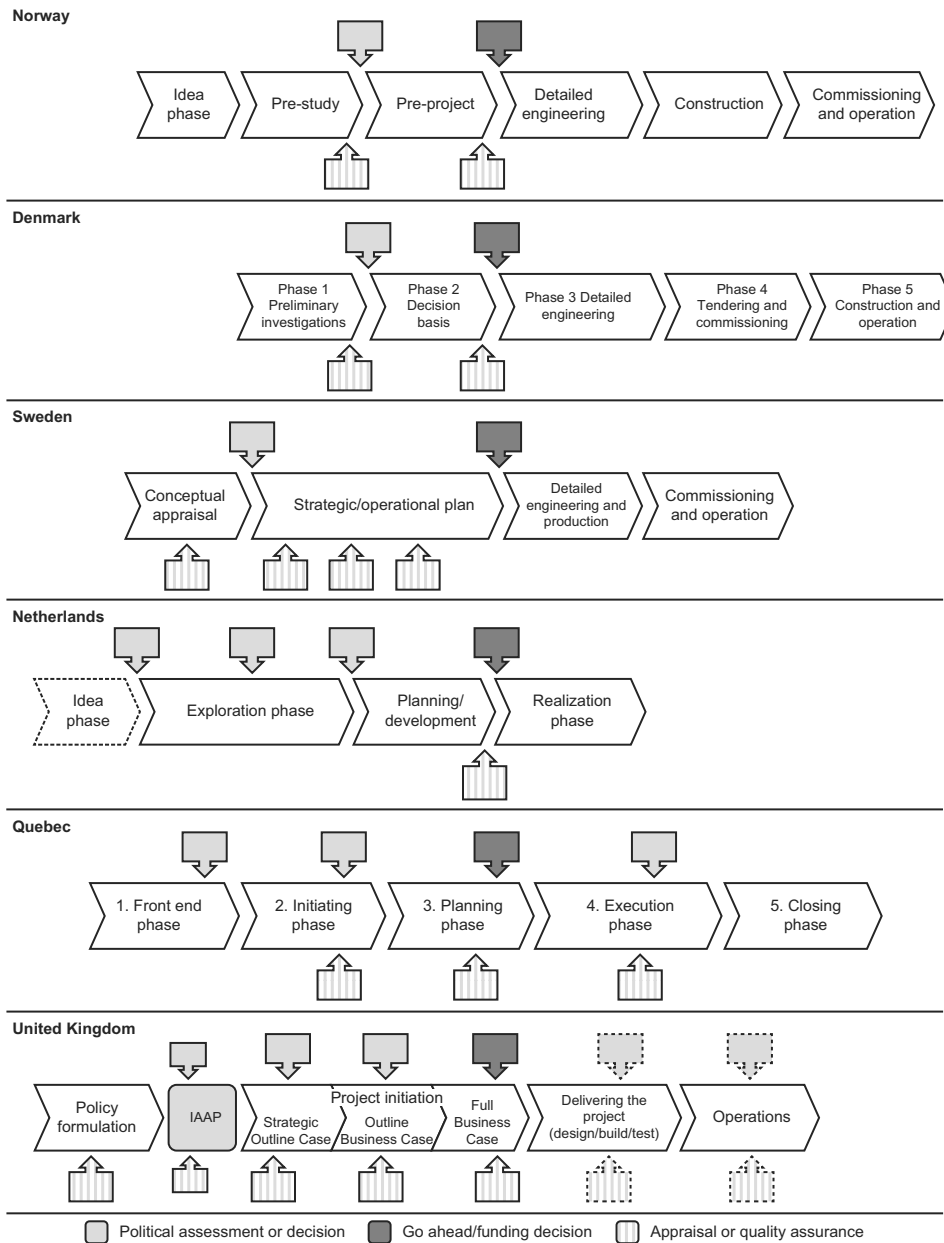 Norway
Idea
phase
Pre-study
Pre-project
Detailed
engineering
Construction
Commissioning
and operation
Denmark
Phase 1
Preliminary
investigations
Phase 2
Decision
basis
Phase 3 Detailed
engineering
Phase 4
Tendering and
commissioning
Phase 5
Construction and
operation
Sweden
Conceptual
appraisal
Strategic/operational plan
Detailed
engineering and
production
Commissioning
and operation
Netherlands
Idea
phase
Exploration phase
Planning/
development
Realization
phase
Quebec
1. Front end
phase
2. Initiating
phase
3. Planning
phase
4. Execution
phase
5. Closing
phase
United Kingdom
Policy
formulation
IAAP
Project initiation
Strategic
Outline Case
Outline
Business Case
Full
Business
Case
Delivering the
project
(design/build/test)
Operations
Political assessment or decision
Go ahead/funding decision
Appraisal or quality assurance